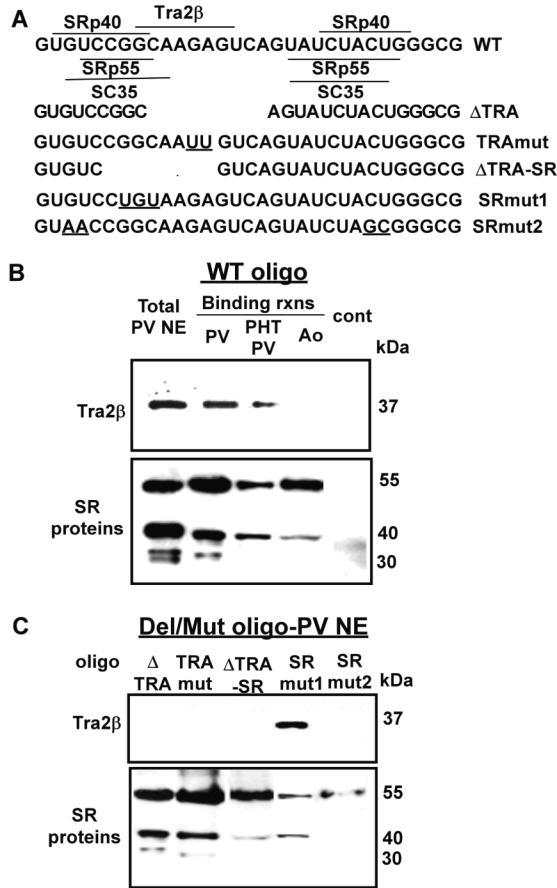 A
Tra2β
SRp40 SRp40
GUGUCCGGCAAGAGUCAGUAUCUACUGGGCG WT
SRp55 SRp55
SC35 SC35
GUGUCCGGC AGUAUCUACUGGGCG ΔTRA
GUGUCCGGCAAUU GUCAGUAUCUACUGGGCG TRAmut
GUGUC GUCAGUAUCUACUGGGCG ΔTRA-SR
GUGUCCUGUAAGAGUCAGUAUCUACUGGGCG SRmut1
GUAACCGGCAAGAGUCAGUAUCUAGCGGGCG SRmut2
B
WT oligo
Total PV NE
Binding rxns
PV PHT PV Ao cont
kDa
Tra2β 37
SR proteins
55
40
30
C
Del/Mut oligo-PV NE
oligo Δ TRA TRA mut ΔTRA -SR SR mut1 SR mut2 kDa
Tra2β 37
SR proteins
55
40
30